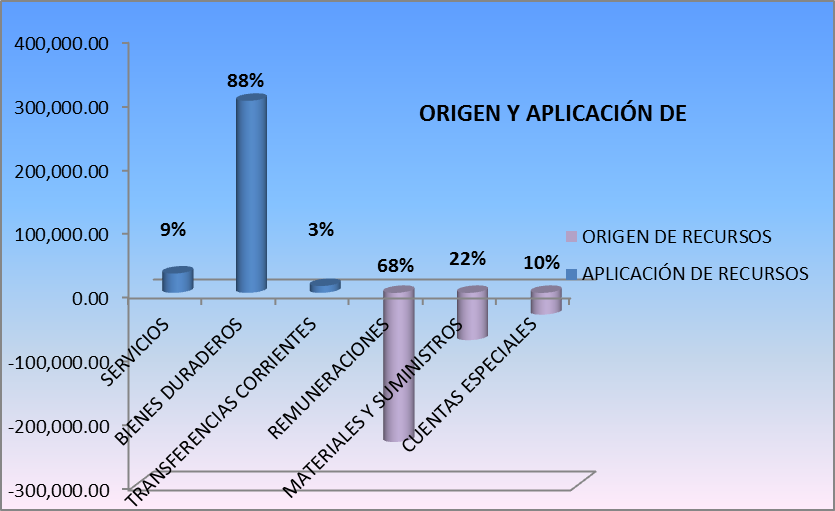 ORIGEN Y APLICACIÓN DE
400,000.00
300,000.00
200,000.00
100,000.00
0.00
-100,000.00
-200,000.00
-300,000.00
9%
88%
3%
68%
22%
10%
SERVICIOS
BIENES DURADEROS
TRANSFERENCIAS CORRIENTES
REMUNERACIONES
MATERIALES Y SUMINISTROS
CUENTAS ESPECIALES
ORIGEN DE RECURSOS
APLICACIÓN DE RECURSOS